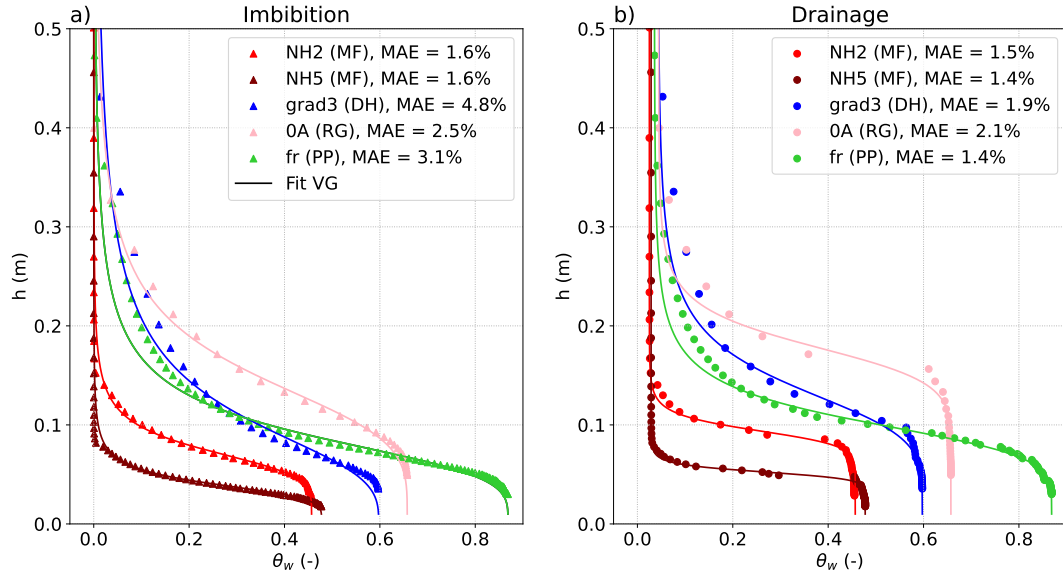 a)
Imbibition
NH2 (MF), MAE = 1.6%
NH5 (MF), MAE = 1.6%
grad3 (DH), MAE = 4.8%
0A (RG), MAE = 2.5%
fr (PP), MAE = 3.1%
Fit VG
0.5
0.4
0.3
0.2
0.1
0.0
h (m)
0.0 0.2 0.4 0.6 0.8
θw (-)
b)
Drainage
NH2 (MF), MAE = 1.5%
NH5 (MF), MAE = 1.4%
grad3 (DH), MAE = 1.9%
0A (RG), MAE = 2.1%
fr (PP), MAE = 1.4%
0.5
0.4
0.3
0.2
0.1
0.0
h (m)
0.0 0.2 0.4 0.6 0.8
θw (-)